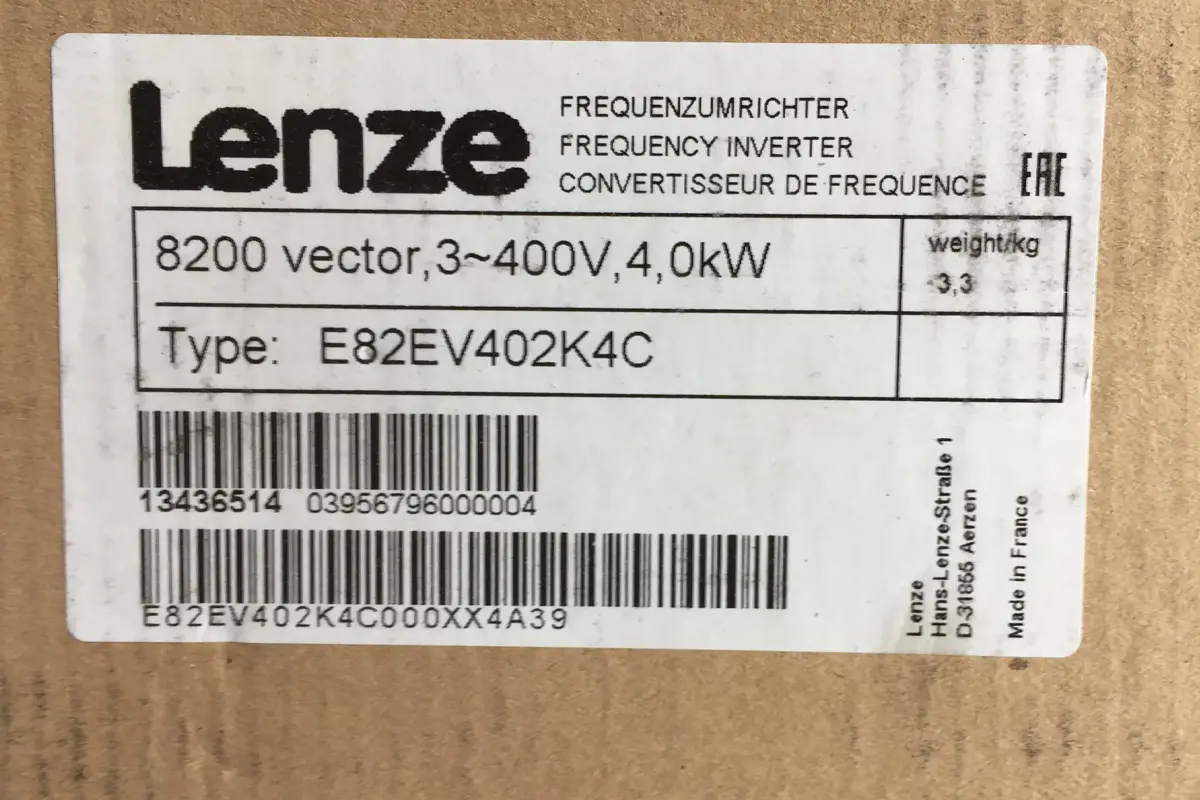 Lenze
FREQUENZUMRICHTER
FREQUENCY INVERTER
CONVERTISSEUR DE FREQUENCE
EAC
8200 vector,3~400V,4,0kW
weight/kg
3,3
Type: E82EV402K4C
13436514 03956796000004
E82EV402K4C000XX4A39
Lenze
Hans-Lenze-Straße 1
D-31855 Aerzen
Made in France